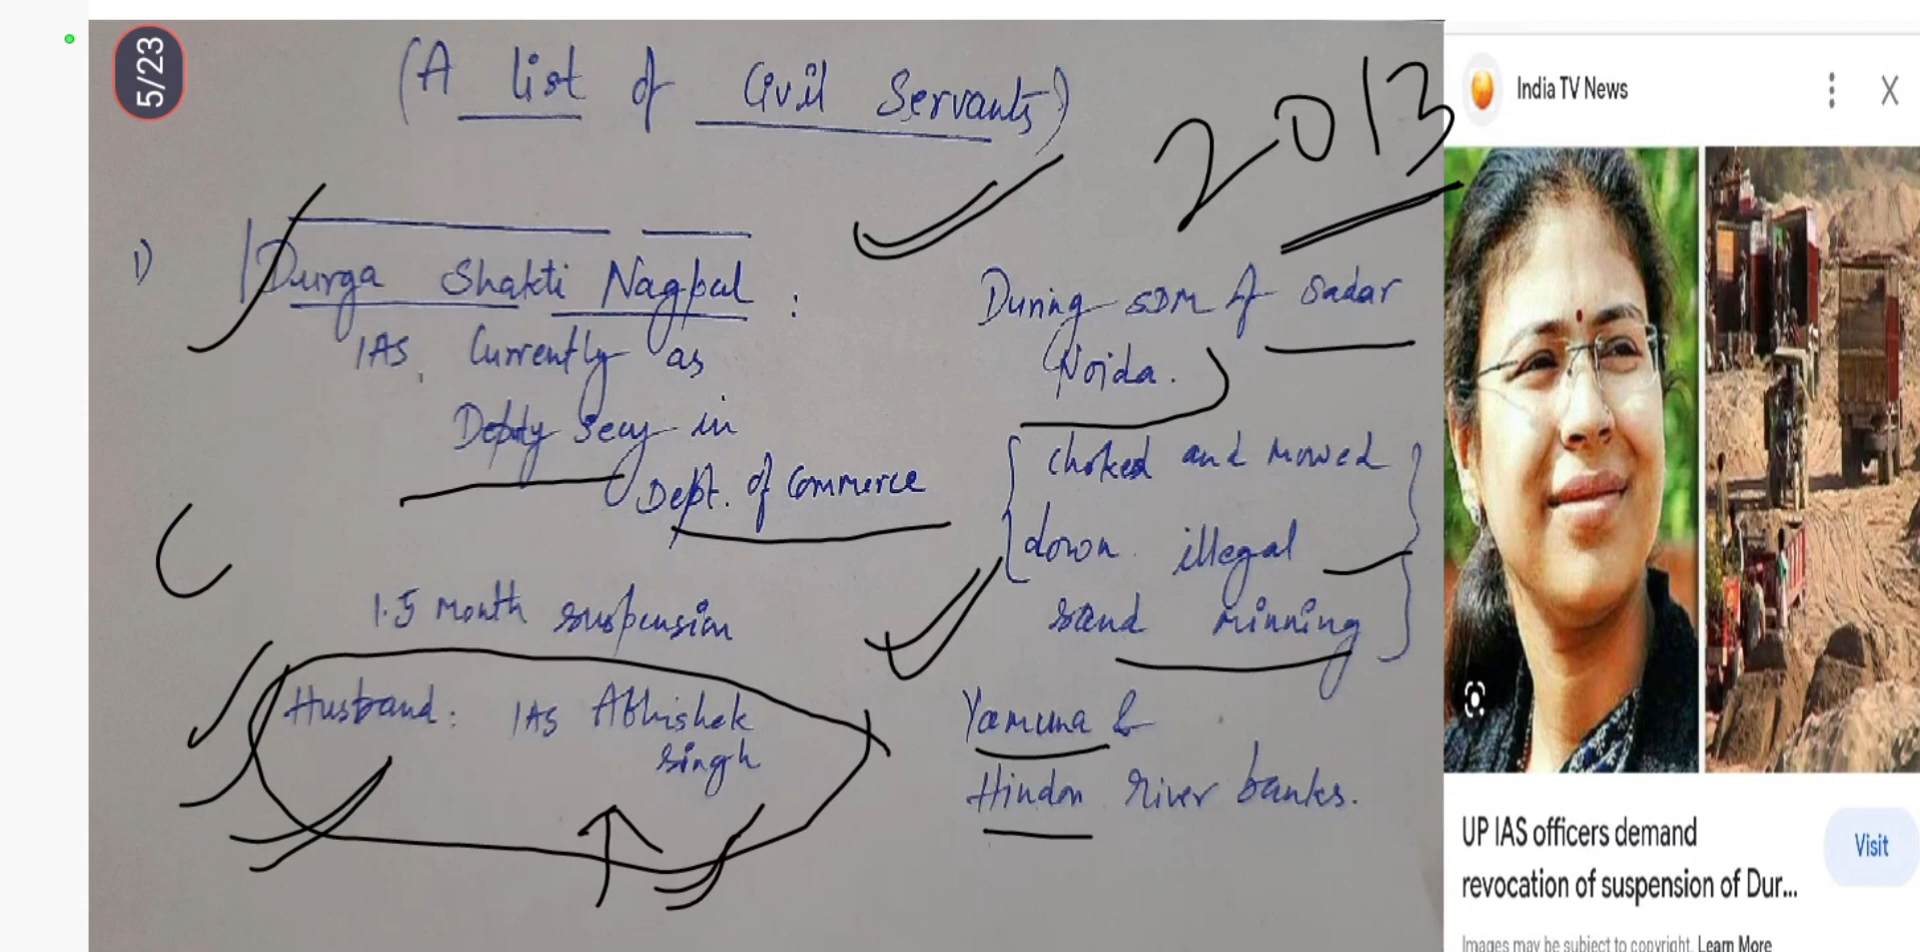 5/23
(A list of Civil Servants)
2013
1) Durga Shakti Nagpal :
IAS, Currently as
Deputy Secy in
Dept. of Commerce
1.5 Month suspension
Husband: IAS Abhishek
Singh
During SDM of Sadar
Noida.
choked and mowed
down illegal
sand minning
Yamuna &
Hindon river banks.
India TV News
UP IAS officers demand
revocation of suspension of Dur...
Visit
Images may be subject to copyright. Learn More